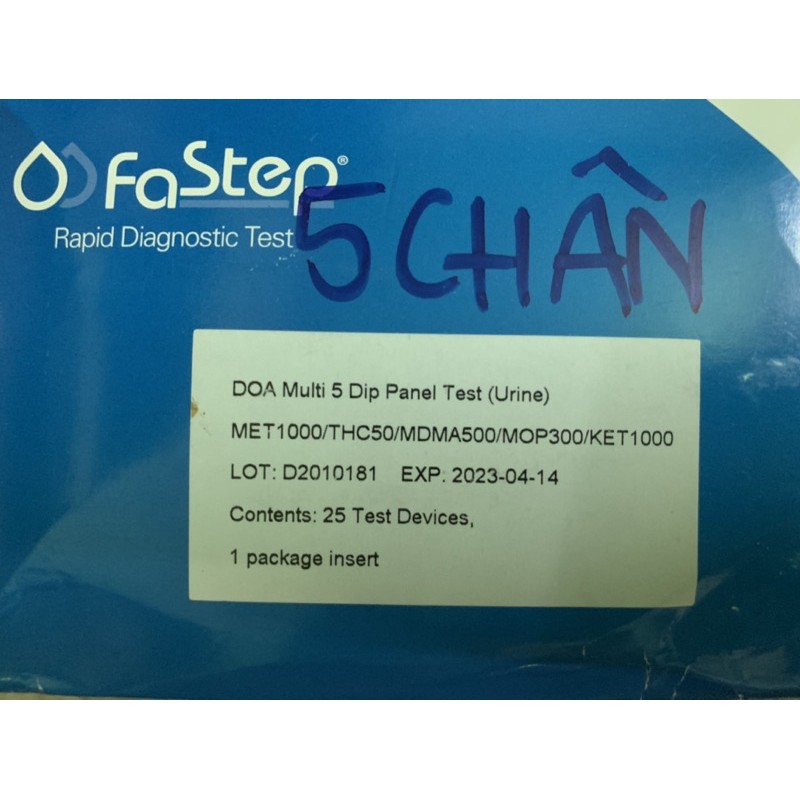 FaStep®
Rapid Diagnostic Test
5 CHÂN
DOA Multi 5 Dip Panel Test (Urine)
MET1000/THC50/MDMA500/MOP300/KET1000
LOT: D2010181 EXP: 2023-04-14
Contents: 25 Test Devices,
1 package insert